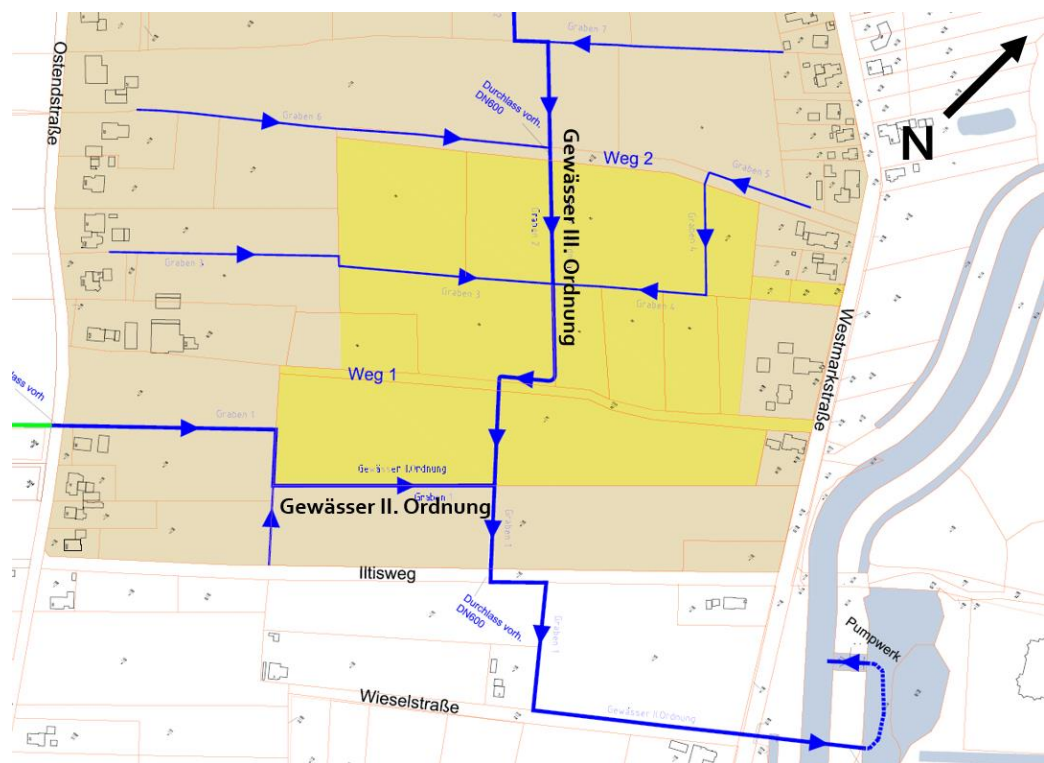 Graben 7
Ostendstraße
Durchlass vorh.
DN600
N
Graben 6
Gewässer III. Ordnung
Weg 2
Graben 5
Graben 2
Graben 4
Graben 3
Graben 3
Graben 4
Westmarkstraße
Weg 1
lass vorh
Graben 1
Gewässer II.Ordnung
Graben 1
Gewässer II. Ordnung
Graben 1
Iltisweg
Durchlass vorh.
DN600
Graben 1
Pumpwerk
Wieselstraße
Gewässer II.Ordnung